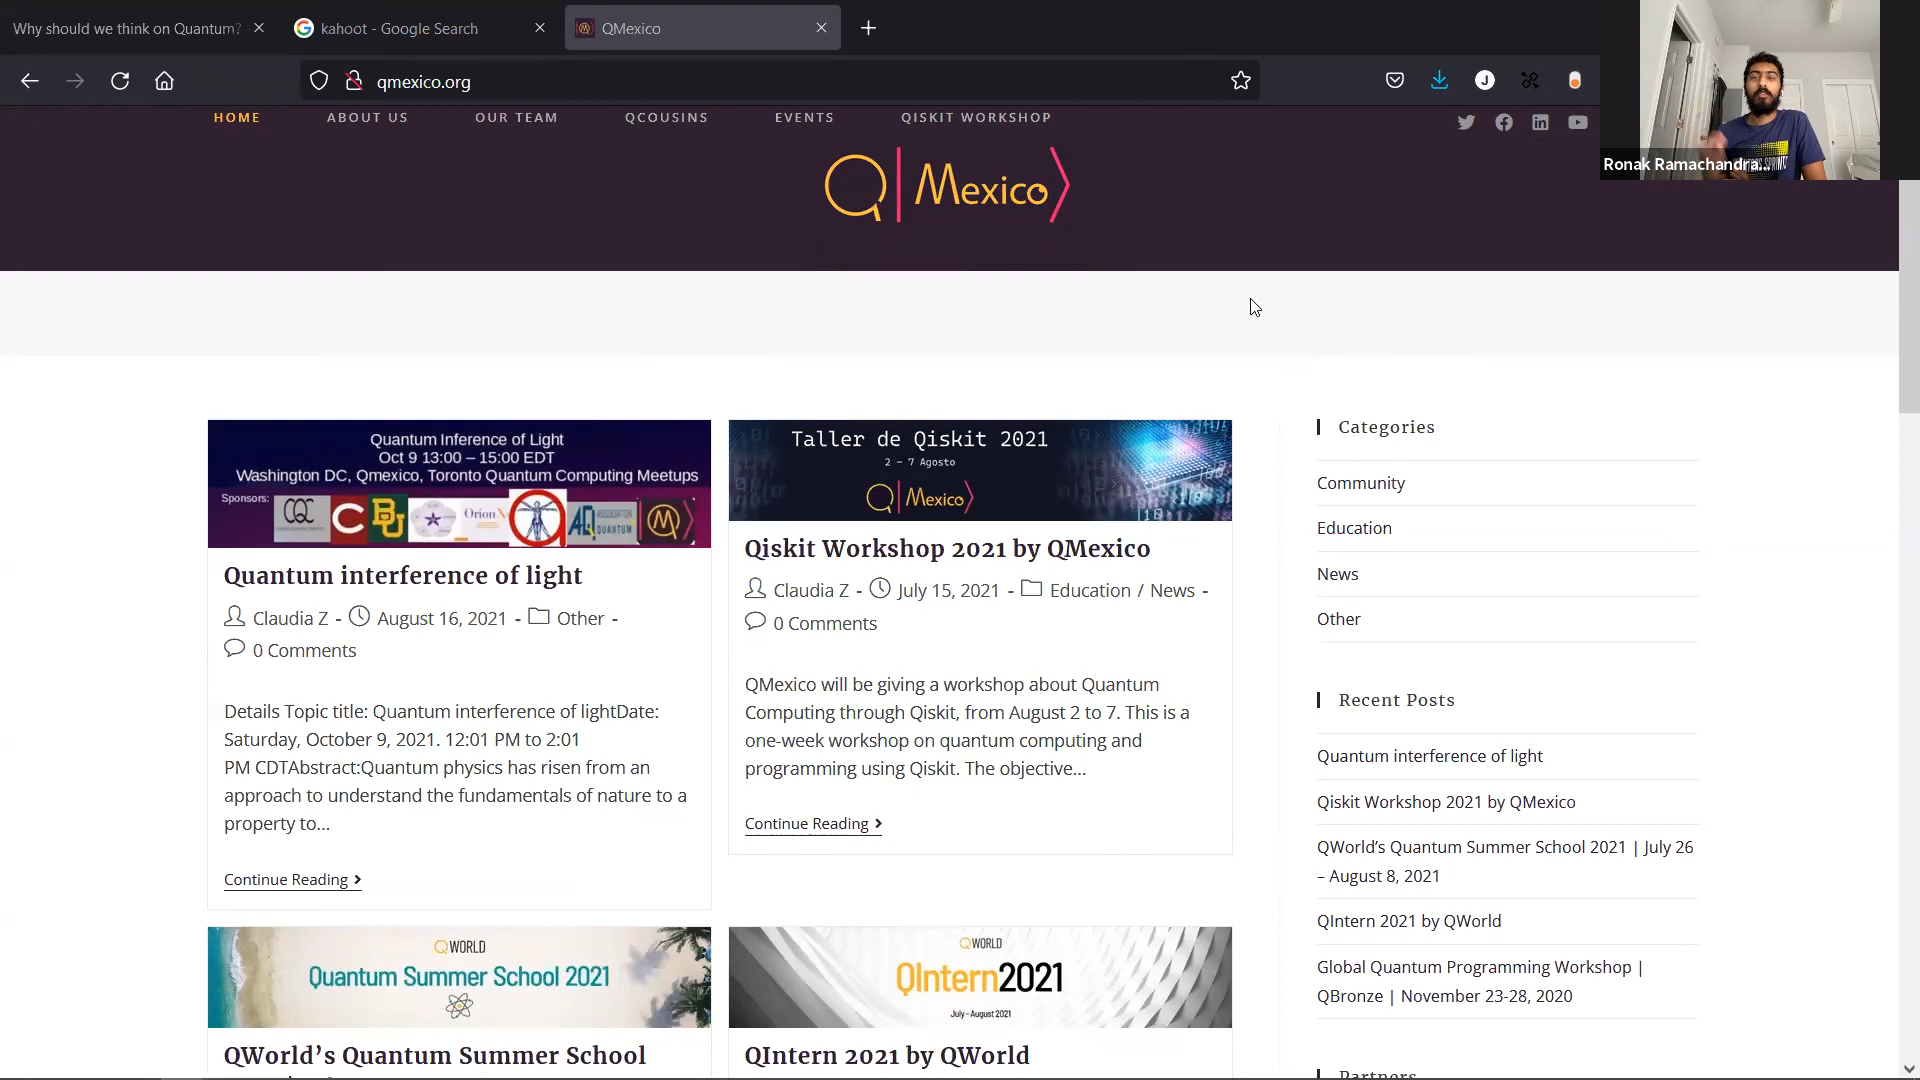 Why should we think on Quantum?
kahoot - Google Search
QMexico
qmexico.org
J
Ronak Ramachandra...
HOME
ABOUT US
OUR TEAM
QCOUSINS
EVENTS
QISKIT WORKSHOP
Q|Mexico⟩
Quantum Inference of Light
Oct 9 13:00 – 15:00 EDT
Washington DC, Qmexico, Toronto Quantum Computing Meetups
Sponsors:
Quantum interference of light
Claudia Z - August 16, 2021 - Other -
0 Comments
Details Topic title: Quantum interference of lightDate:
Saturday, October 9, 2021. 12:01 PM to 2:01
PM CDTAbstract:Quantum physics has risen from an
approach to understand the fundamentals of nature to a
property to...
Continue Reading
Taller de Qiskit 2021
2 – 7 Agosto
Q|Mexico⟩
Qiskit Workshop 2021 by QMexico
Claudia Z - July 15, 2021 - Education / News -
0 Comments
QMexico will be giving a workshop about Quantum
Computing through Qiskit, from August 2 to 7. This is a
one-week workshop on quantum computing and
programming using Qiskit. The objective...
Continue Reading
QWORLD
Quantum Summer School 2021
QWorld’s Quantum Summer School
QWORLD
QIntern2021
July - August 2021
QIntern 2021 by QWorld
Categories
Community
Education
News
Other
Recent Posts
Quantum interference of light
Qiskit Workshop 2021 by QMexico
QWorld’s Quantum Summer School 2021 | July 26
– August 8, 2021
QIntern 2021 by QWorld
Global Quantum Programming Workshop |
QBronze | November 23-28, 2020
Partners